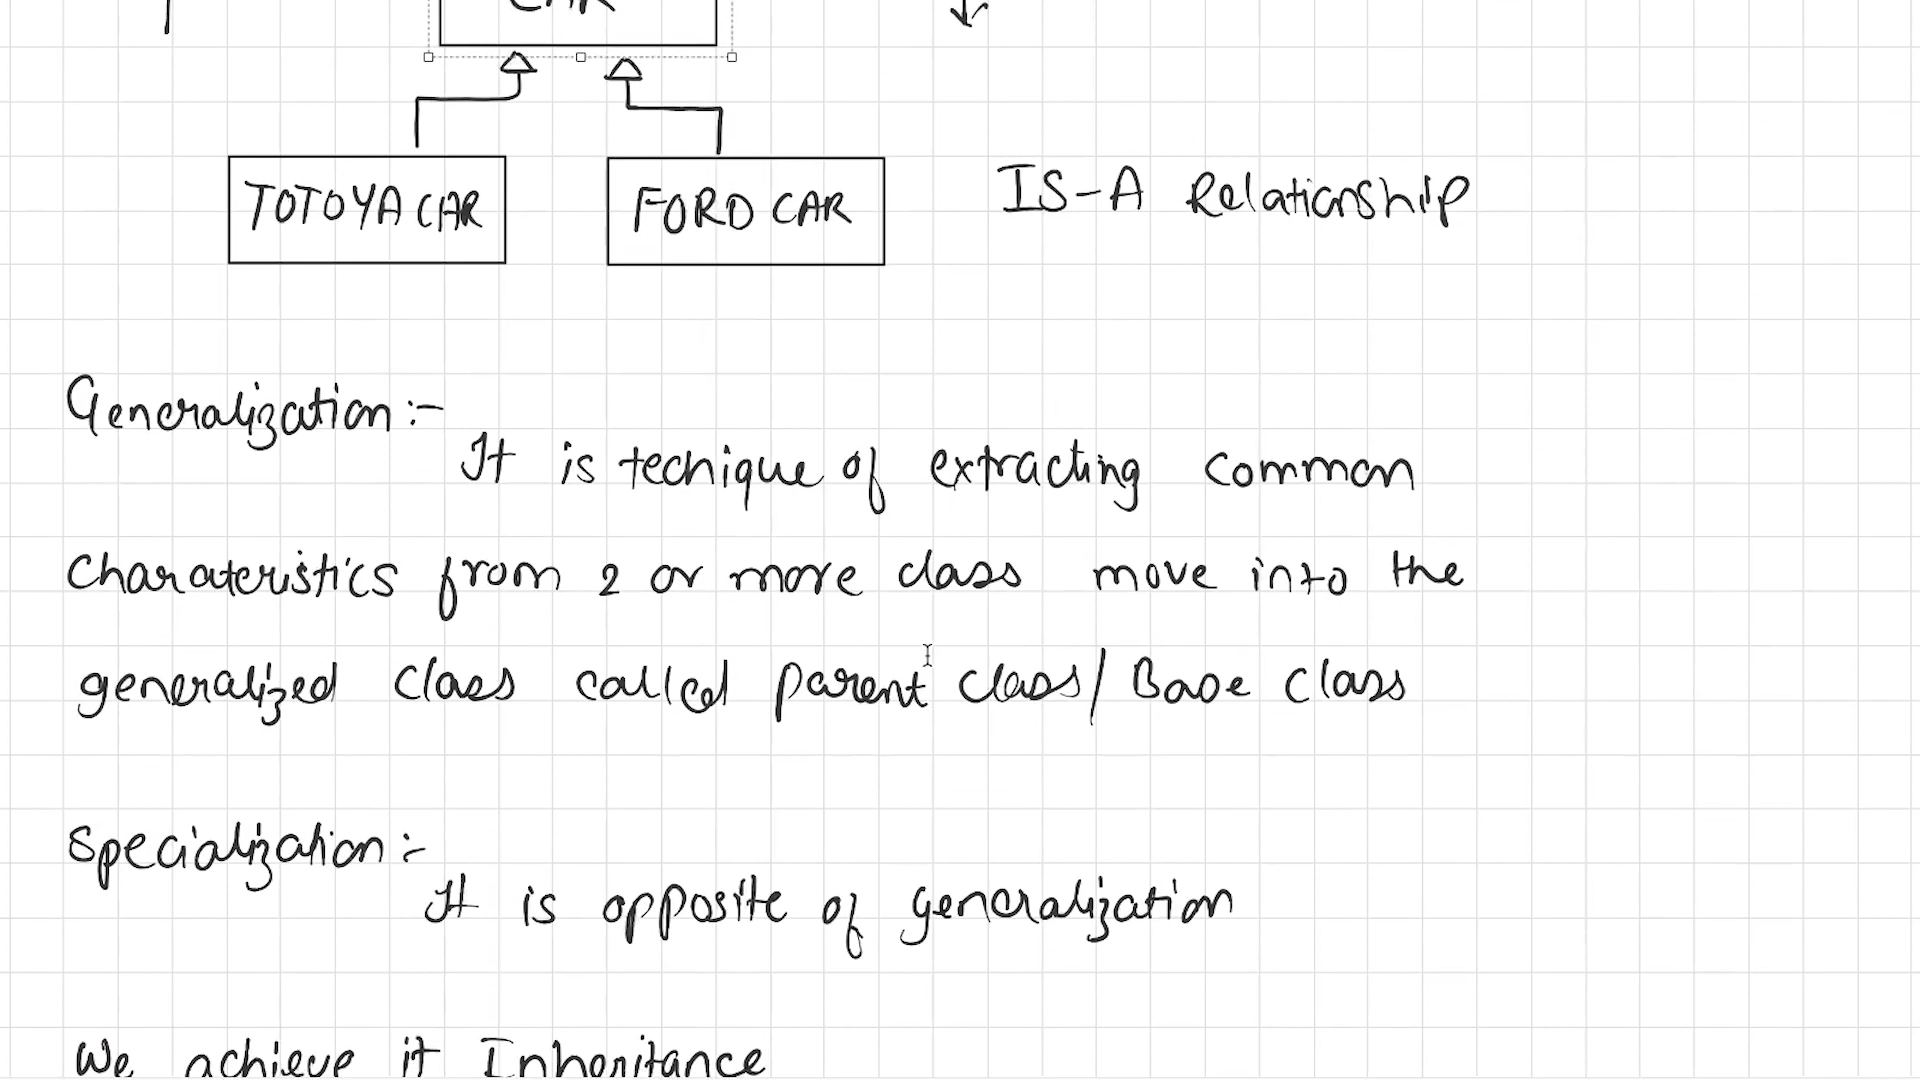 CAR
TOTOYA CAR
FORD CAR
IS-A Relationship
Generalization :-
It is techique of extracting common
charateristics from 2 or more class move into the
generalized class called parent class/ Base class
Specialization :-
It is opposite of generalization
We achieve it Inheritance